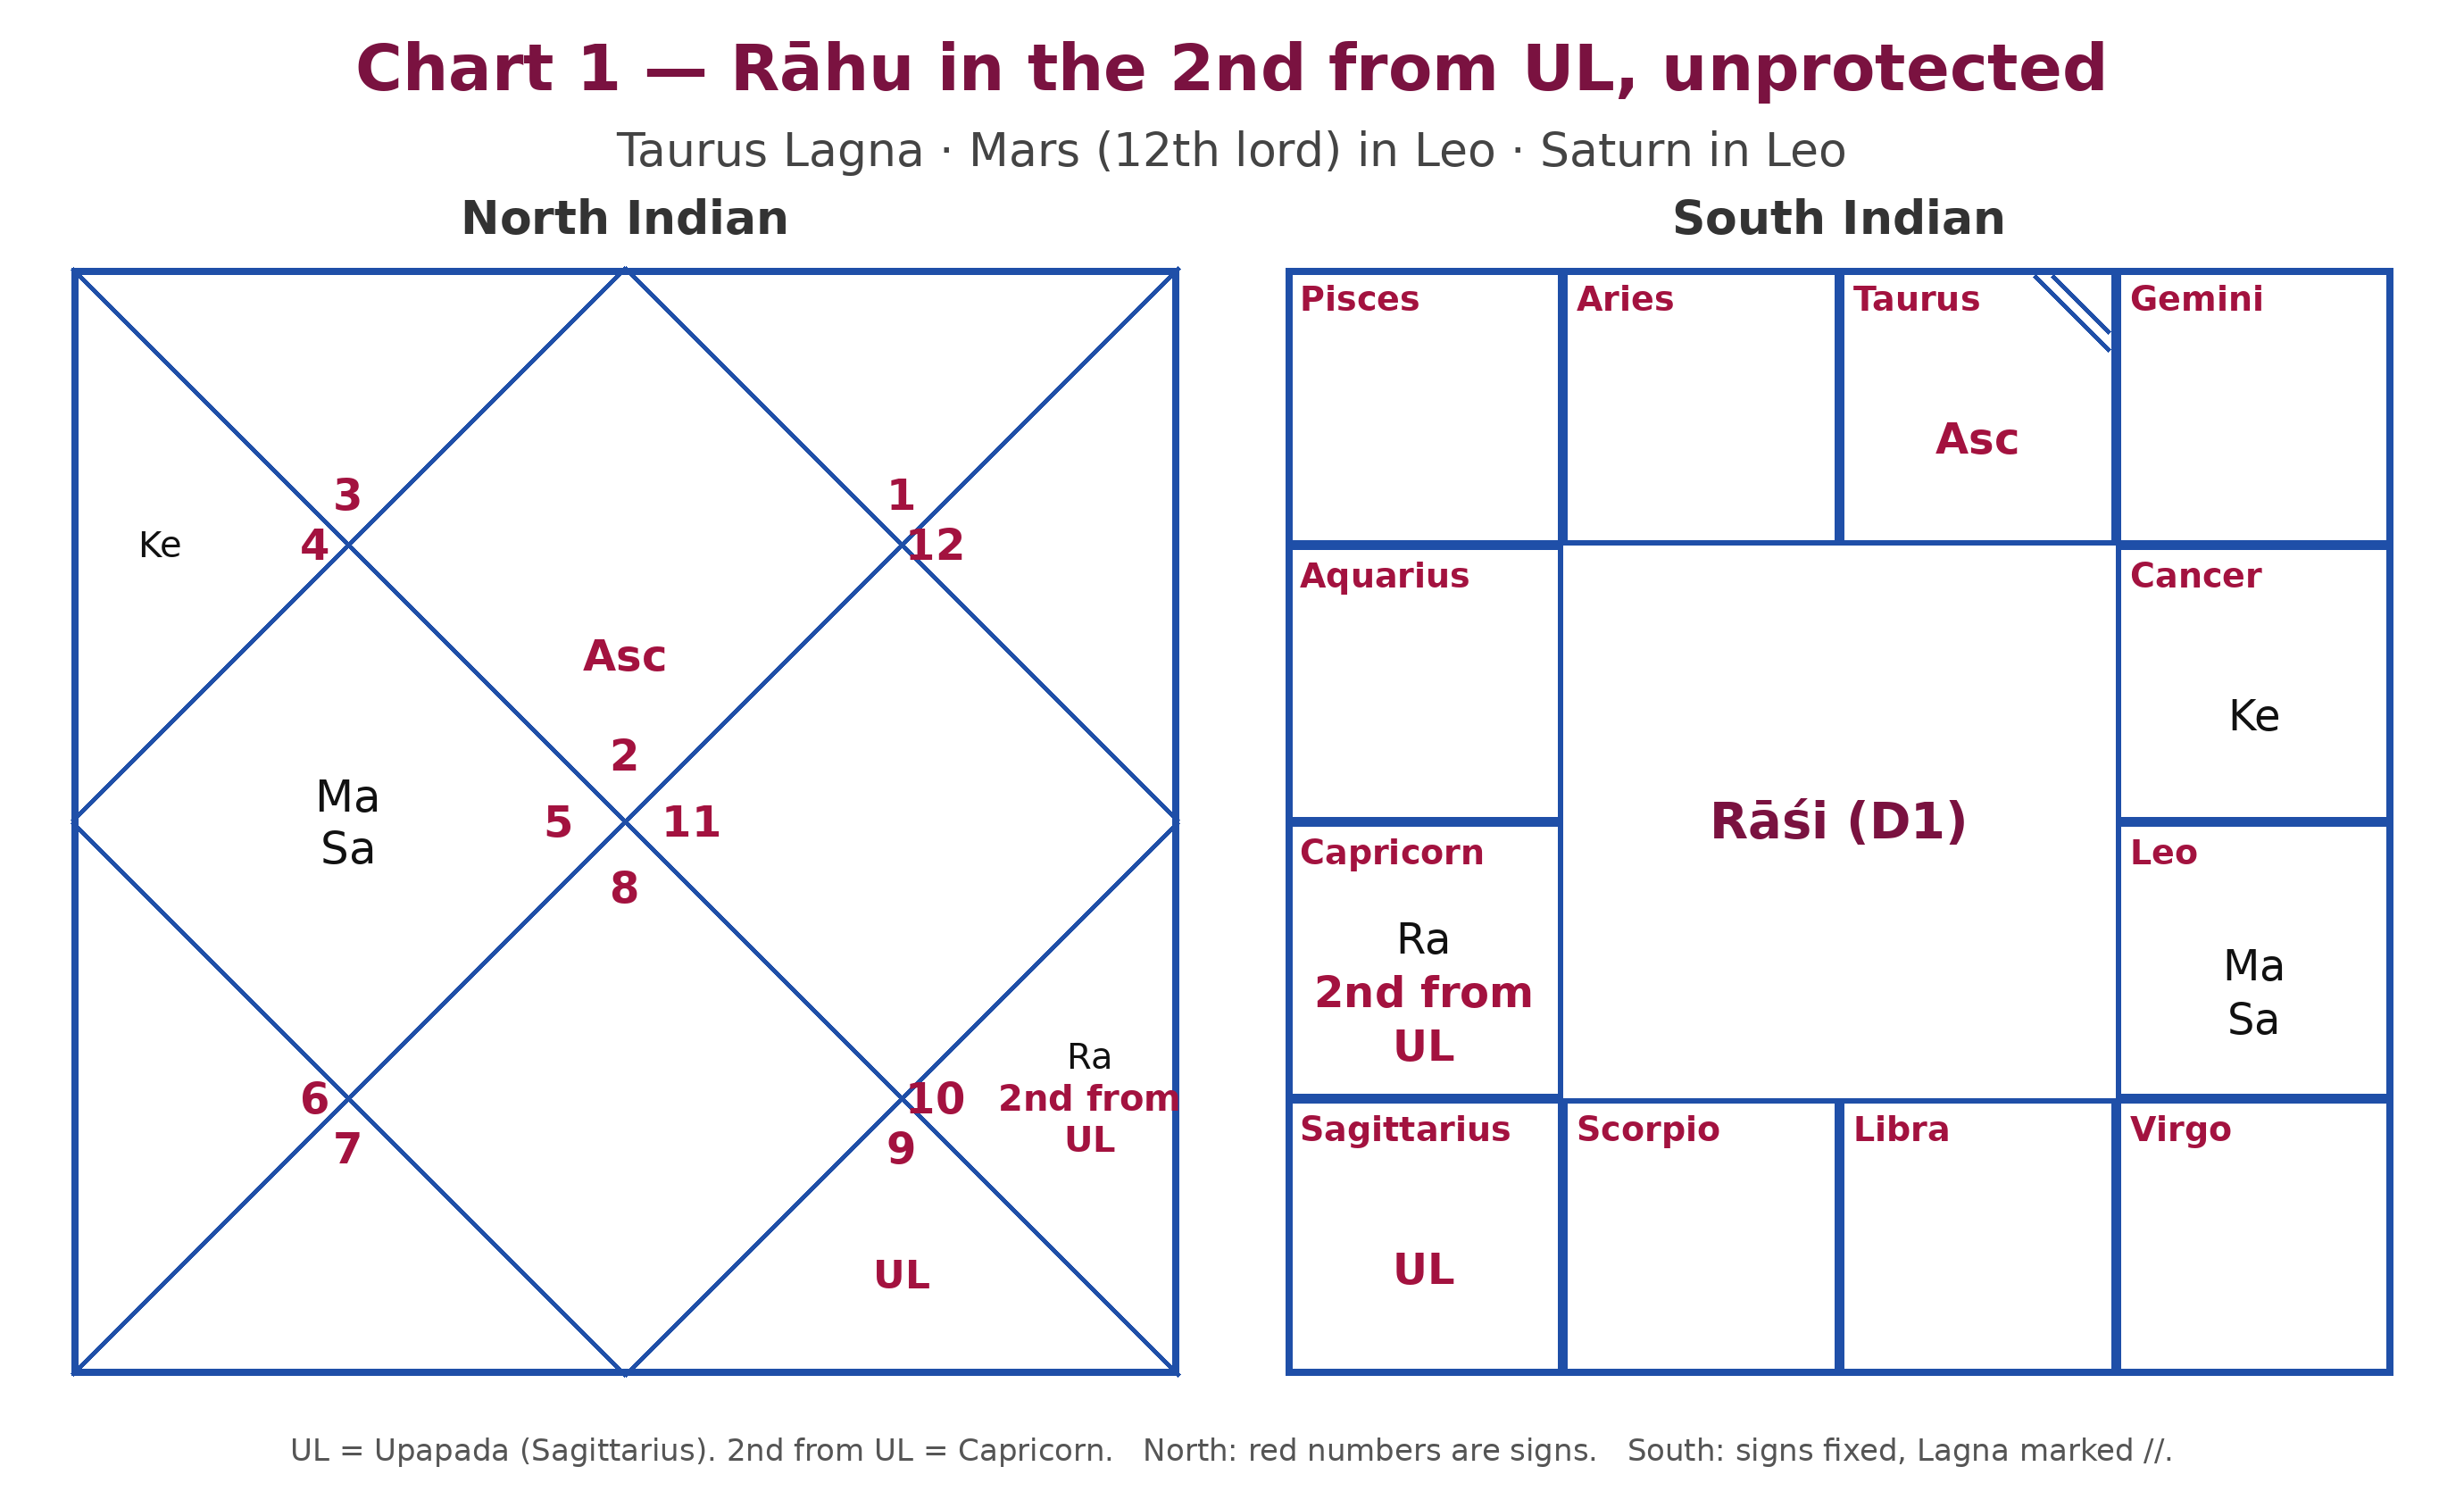 Chart 1 — Rāhu in the 2nd from UL, unprotected
Taurus Lagna · Mars (12th lord) in Leo · Saturn in Leo
North Indian
3
1
Ke
4
12
Asc
2
Ma
Sa
5
11
8
6
7
10
9
Ra
2nd from
UL
UL
South Indian
Pisces
Aries
Taurus
Asc
Gemini
Aquarius
Cancer
Ke
Rāśi (D1)
Capricorn
Ra
2nd from
UL
Leo
Ma
Sa
Sagittarius
UL
Scorpio
Libra
Virgo
UL = Upapada (Sagittarius). 2nd from UL = Capricorn. North: red numbers are signs. South: signs fixed, Lagna marked //.